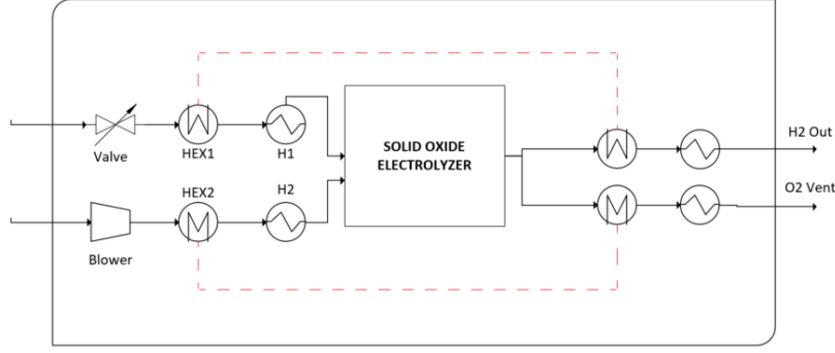 H2 Out
Valve
HEX1
H1
SOLID OXIDE
ELECTROLYZER
HEX2
H2
O2 Vent
Blower